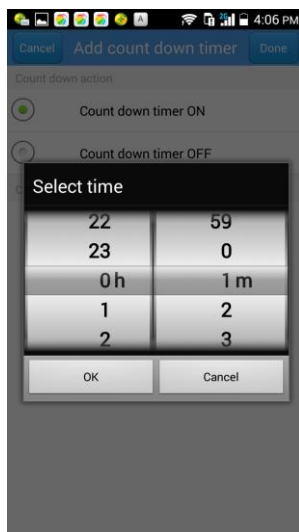 4:06 PM
Cancel Add count down timer Done
Count down action
Count down timer ON
Count down timer OFF
Select time
22 59
23 0
0 h 1 m
1 2
2 3
OK Cancel